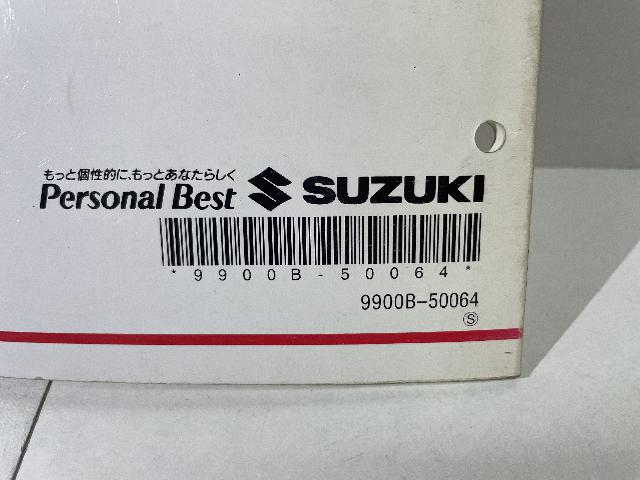 もっと個性的に、もっとあなたらしく
Personal Best SUZUKI
*9900B-50064*
9900B-50064
Ⓢ